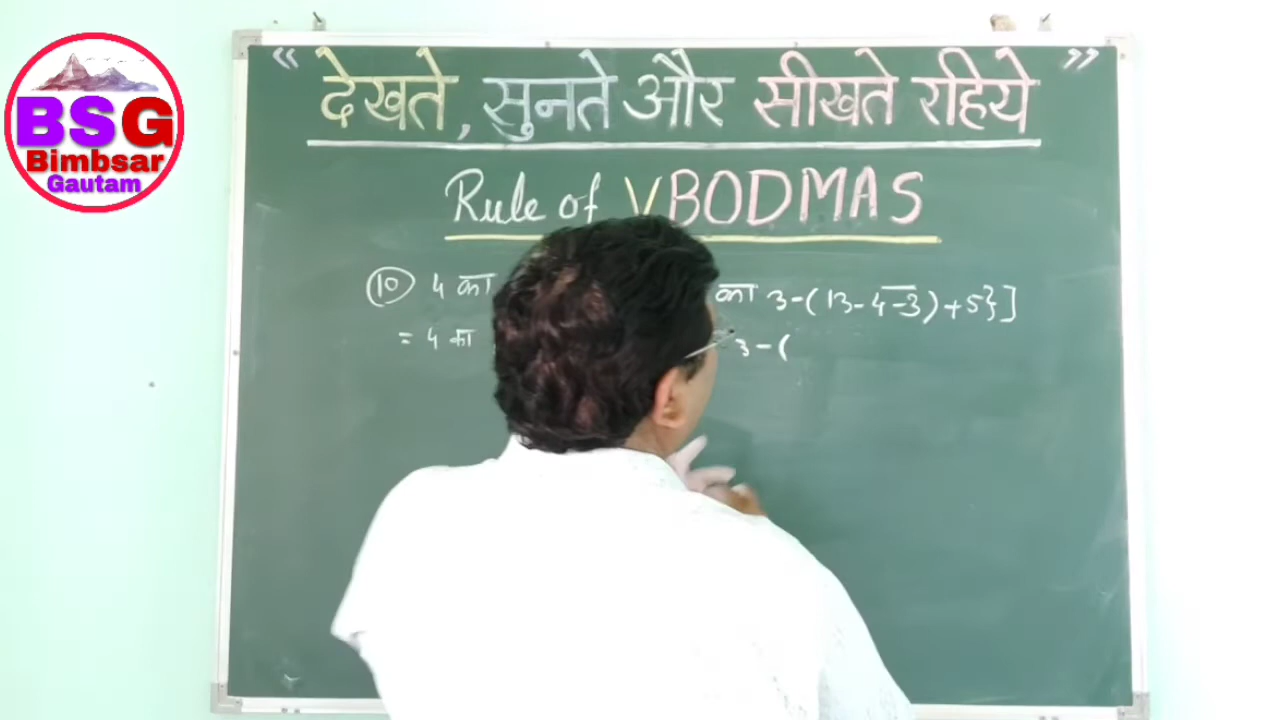 BSG
Bimbsar
Gautam
“ देखते, सुनते और सीखते रहिये ”
Rule of VBODMAS
(10) 4 का का 3-(13-4̅-̅3̅)+5}]
= 4 का 3-(